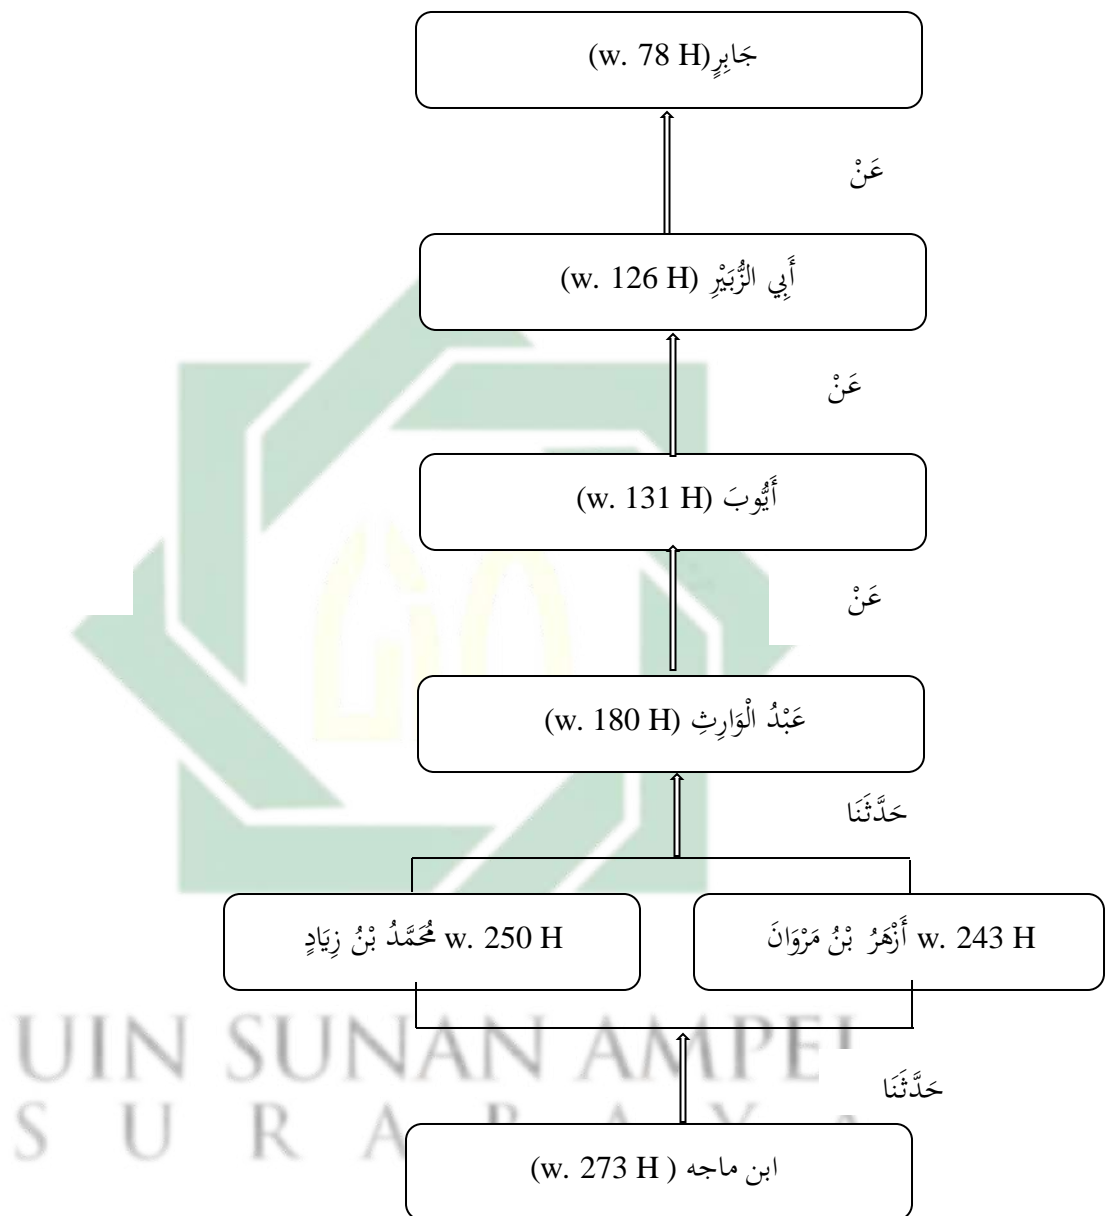 جَابِرٍ (w. 78 H)
عَنْ
أَبِي الزُّبَيْرِ (w. 126 H)
عَنْ
أَيُّوبَ (w. 131 H)
عَنْ
عَبْدُ الْوَارِثِ (w. 180 H)
حَدَّثَنَا
مُحَمَّدُ بْنُ زِيَادٍ w. 250 H
أَزْهَرُ بْنُ مَرْوَانَ w. 243 H
UIN SUNAN AMPEL
حَدَّثَنَا
S U R A B A Y A
ابن ماجه (w. 273 H )